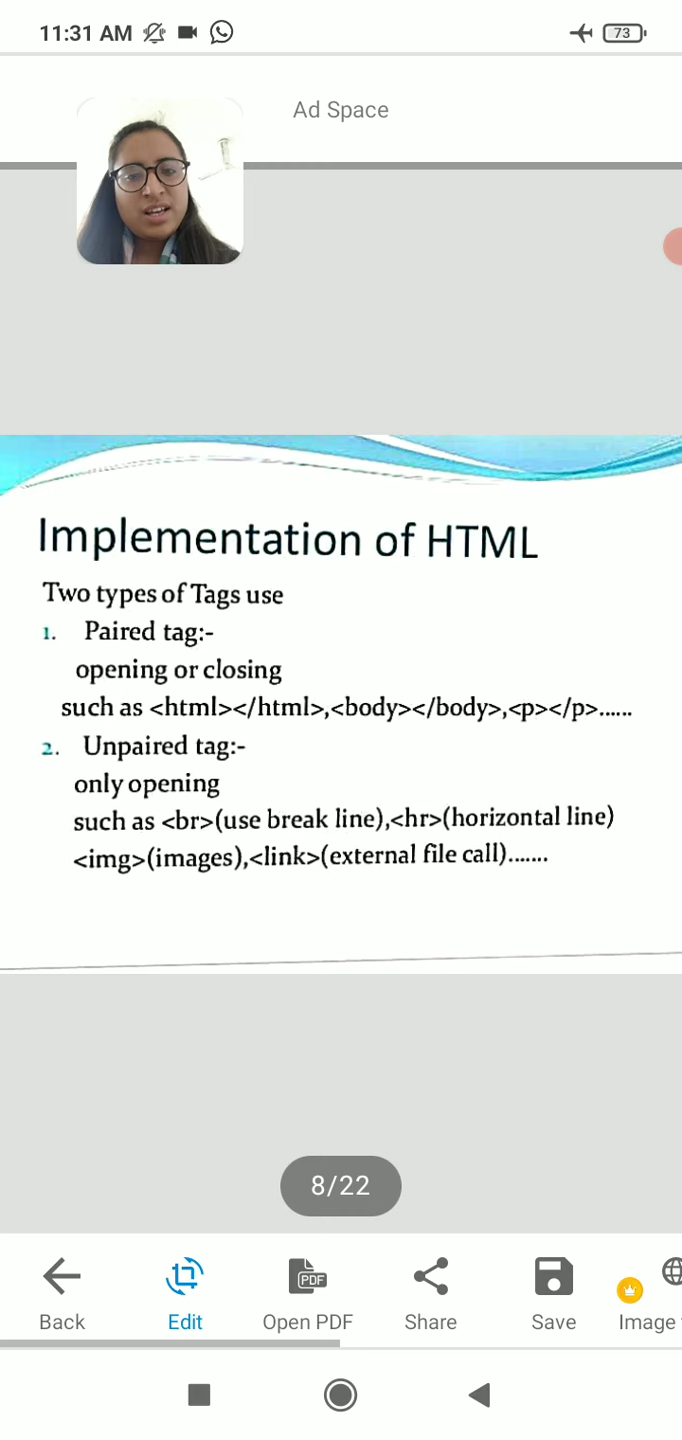 11:31 AM
73
Ad Space
Implementation of HTML
Two types of Tags use
1. Paired tag:-
opening or closing
such as <html></html>,<body></body>,<p></p>......
2. Unpaired tag:-
only opening
such as <br>(use break line),<hr>(horizontal line)
<img>(images),<link>(external file call).......
8/22
PDF
Back
Edit
Open PDF
Share
Save
Image